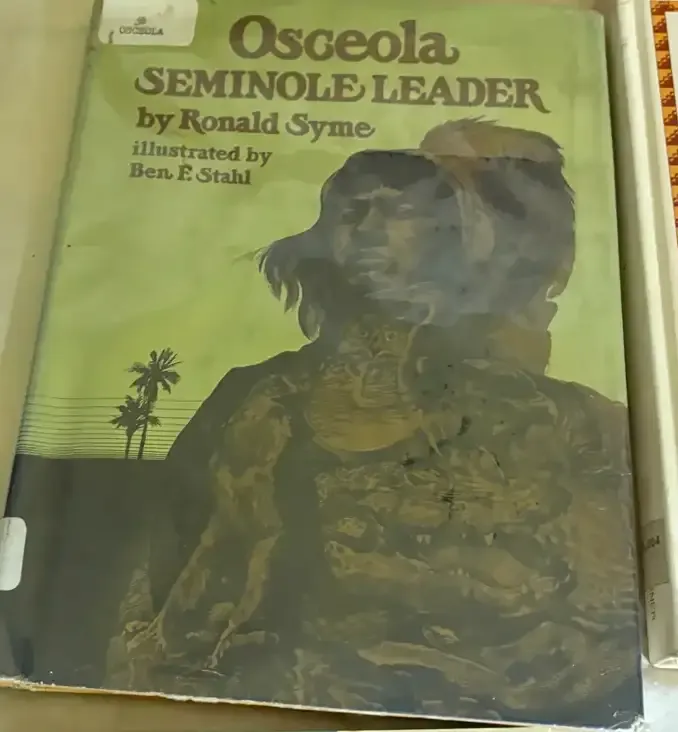 OSCEOLA
Osceola
SEMINOLE LEADER
by Ronald Syme
illustrated by
Ben F. Stahl